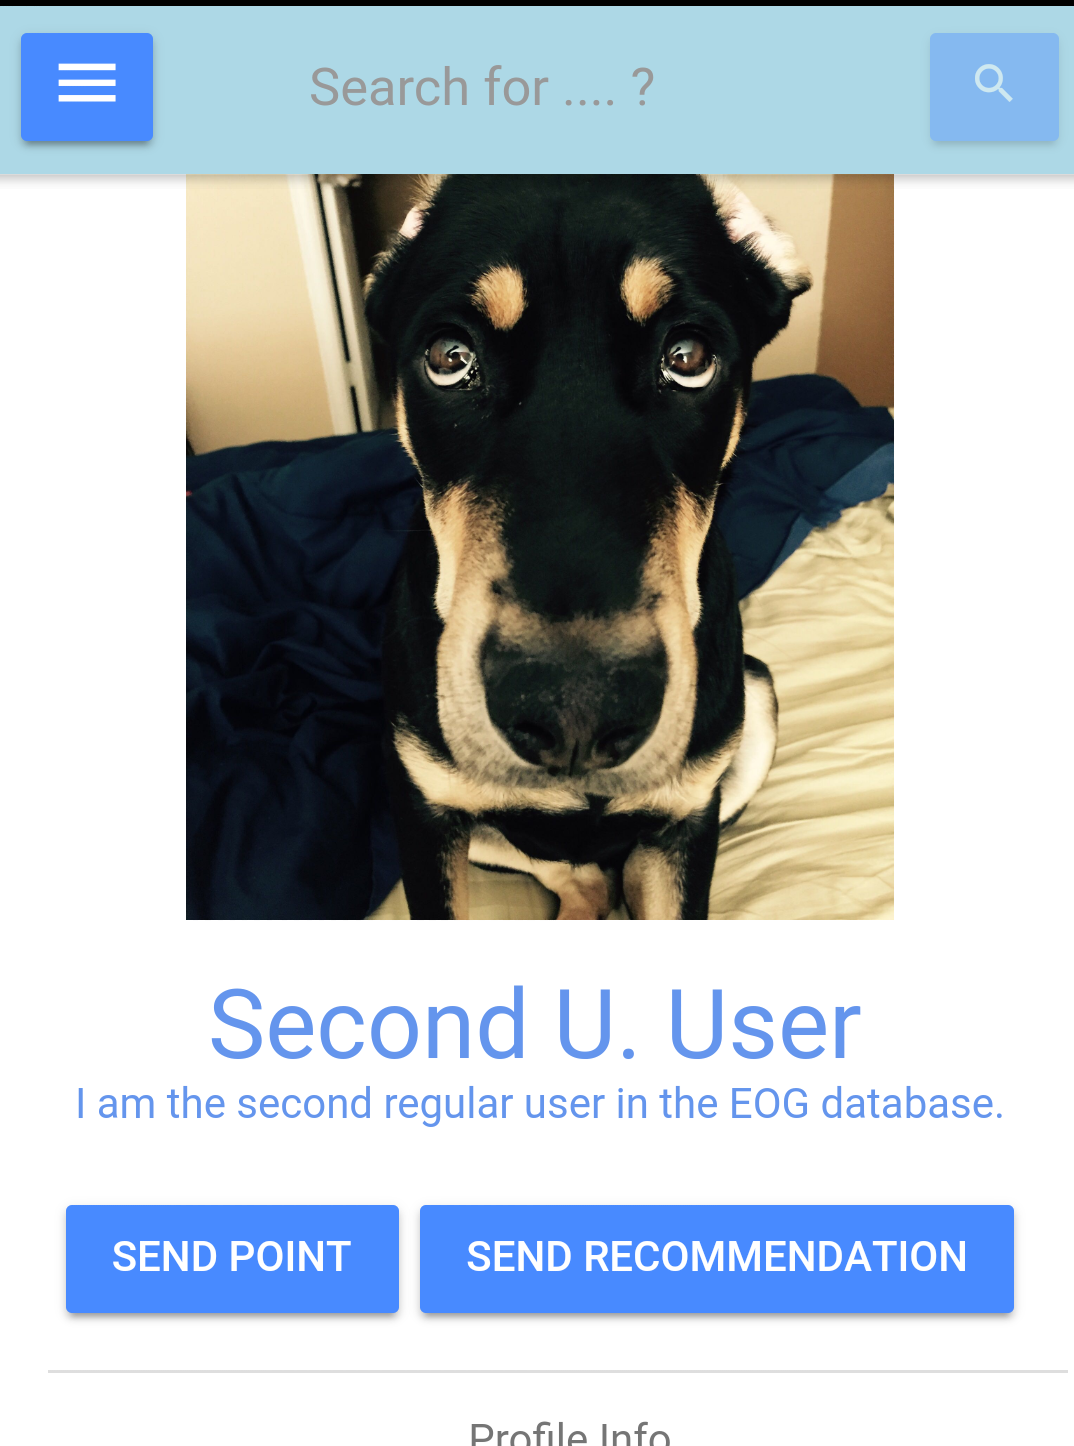 Search for .... ?
Second U. User
I am the second regular user in the EOG database.
SEND POINT
SEND RECOMMENDATION
Profile Info